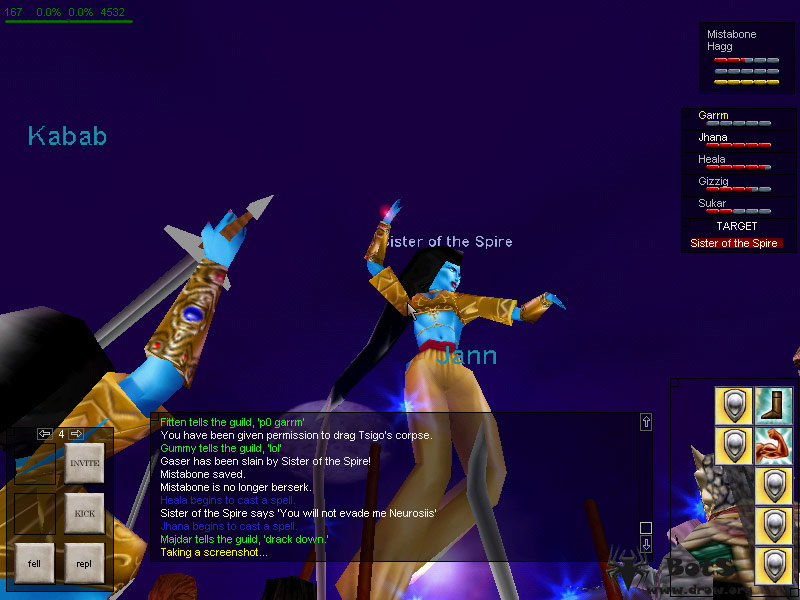 167 0.0% 0.0% 4532
Mistabone
Hagg
Kabab
Garrm
Jhana
Heala
Gizzig
Sukar
TARGET
Sister of the Spire
Sister of the Spire
Jann
Fitten tells the guild, 'p0 garrm'
You have been given permission to drag Tsigo's corpse.
Gummy tells the guild, 'lol'
Gaser has been slain by Sister of the Spire!
Mistabone saved.
Mistabone is no longer berserk.
Heala begins to cast a spell.
Sister of the Spire says 'You will not evade me Neurosiis'
Jhana begins to cast a spell..
Majdar tells the guild, 'drack down.'
Taking a screenshot...
4
INVITE
KICK
fell
repl
BotS
www.drow.org